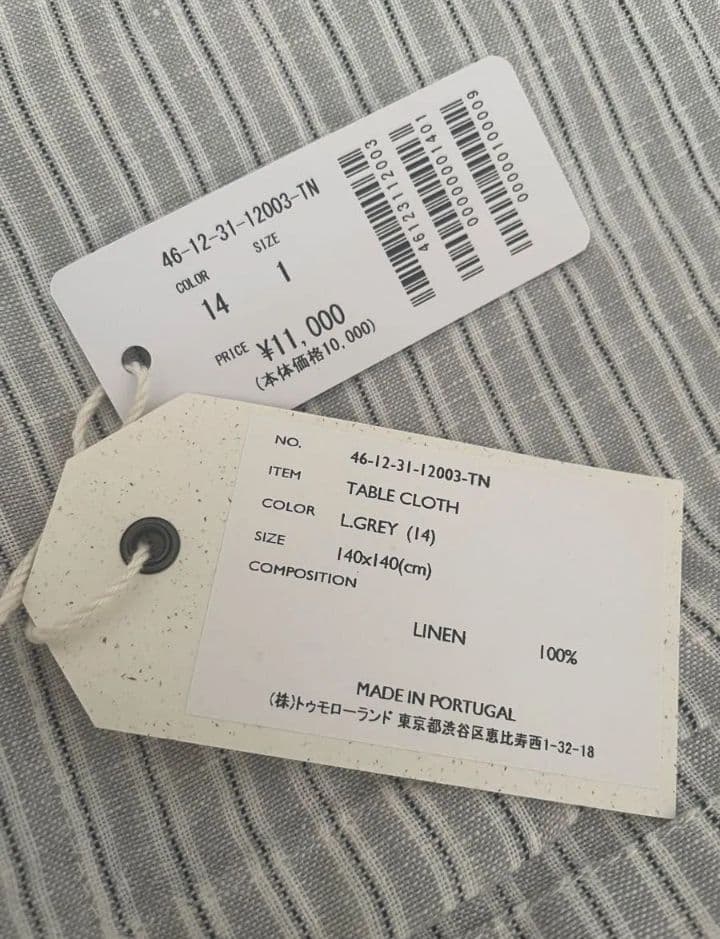 46-12-31-12003-TN
COLOR SIZE
14 1
PRICE ¥11,000
(本体価格10,000)
46123112003
00000001401
0000100009
NO. 46-12-31-12003-TN
ITEM TABLE CLOTH
COLOR L.GREY (14)
SIZE 140x140(cm)
COMPOSITION
LINEN 100%
MADE IN PORTUGAL
(株)トゥモローランド 東京都渋谷区恵比寿西1-32-18